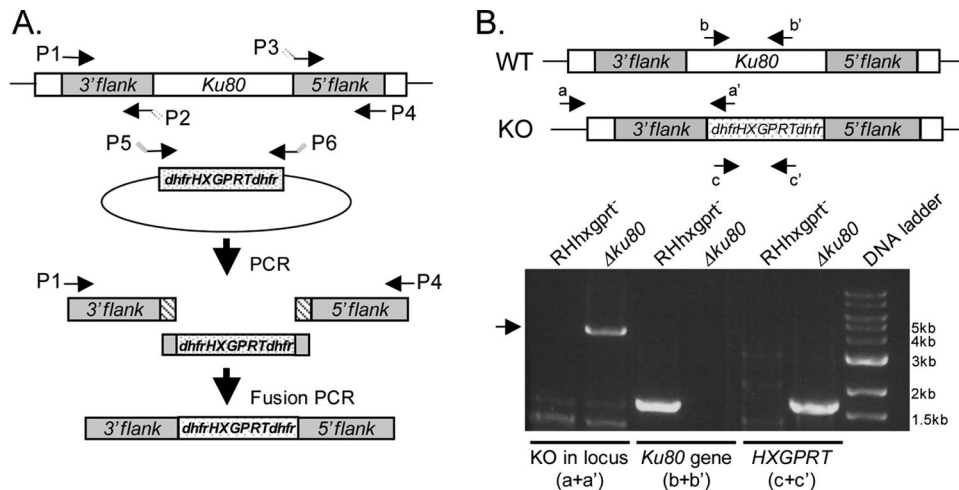 A.
P1
P3
3’flank
Ku80
5’flank
P2
P4
P5
P6
dhfrHXGPRTdhfr
PCR
P1
P4
3’flank
5’flank
dhfrHXGPRTdhfr
Fusion PCR
3’flank
dhfrHXGPRTdhfr
5’flank
B.
b
b’
WT
3’flank
Ku80
5’flank
a
a’
KO
3’flank
dhfrHXGPRTdhfr
5’flank
c
c’
RHhxgprt-
Δku80
RHhxgprt-
Δku80
RHhxgprt-
Δku80
DNA ladder
5kb
4kb
3kb
2kb
1.5kb
KO in locus
(a+a’)
Ku80 gene
(b+b’)
HXGPRT
(c+c’)